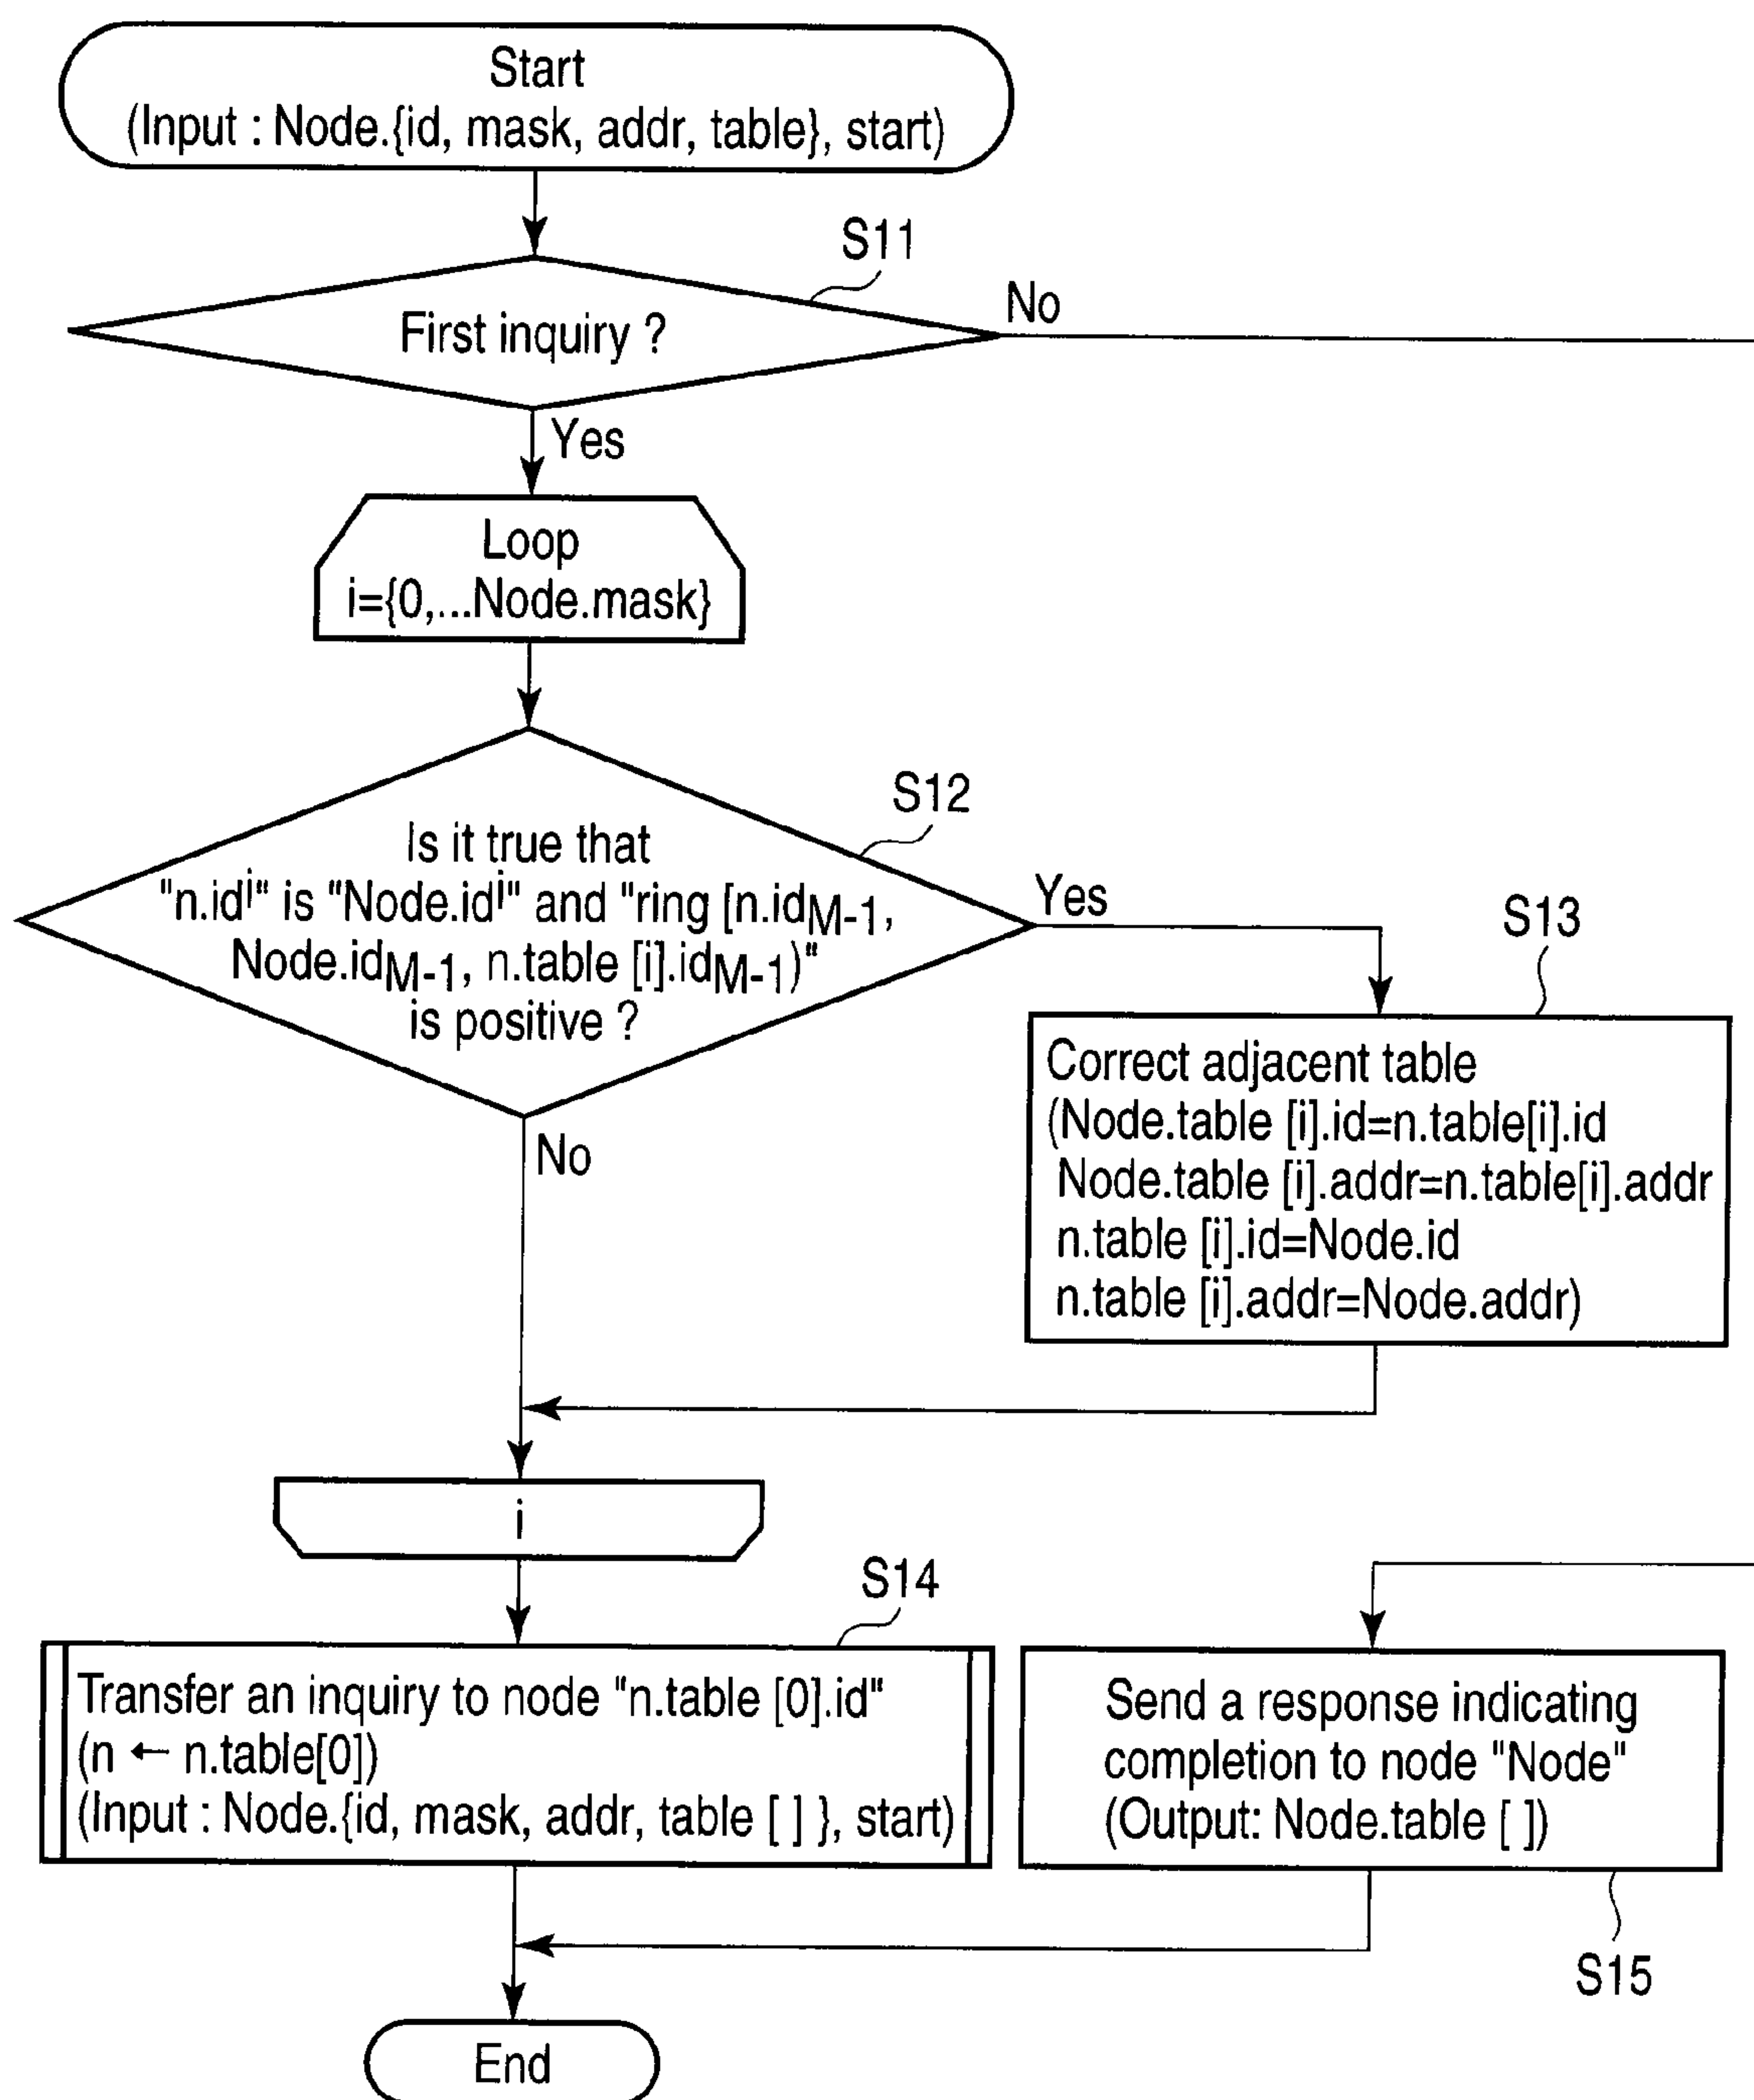 Start
(Input : Node.{id, mask, addr, table}, start)
S11
First inquiry ?
No
Yes
Loop
i={0,...Node.mask}
S12
Is it true that
"n.idⁱ" is "Node.idⁱ" and "ring [n.id_M-1,
Node.id_M-1, n.table [i].id_M-1)"
is positive ?
Yes
No
S13
Correct adjacent table
(Node.table [i].id=n.table[i].id
Node.table [i].addr=n.table[i].addr
n.table [i].id=Node.id
n.table [i].addr=Node.addr)
i
S14
Transfer an inquiry to node "n.table [0].id"
(n ← n.table[0])
(Input : Node.{id, mask, addr, table [ ] }, start)
Send a response indicating
completion to node "Node"
(Output: Node.table [ ])
S15
End